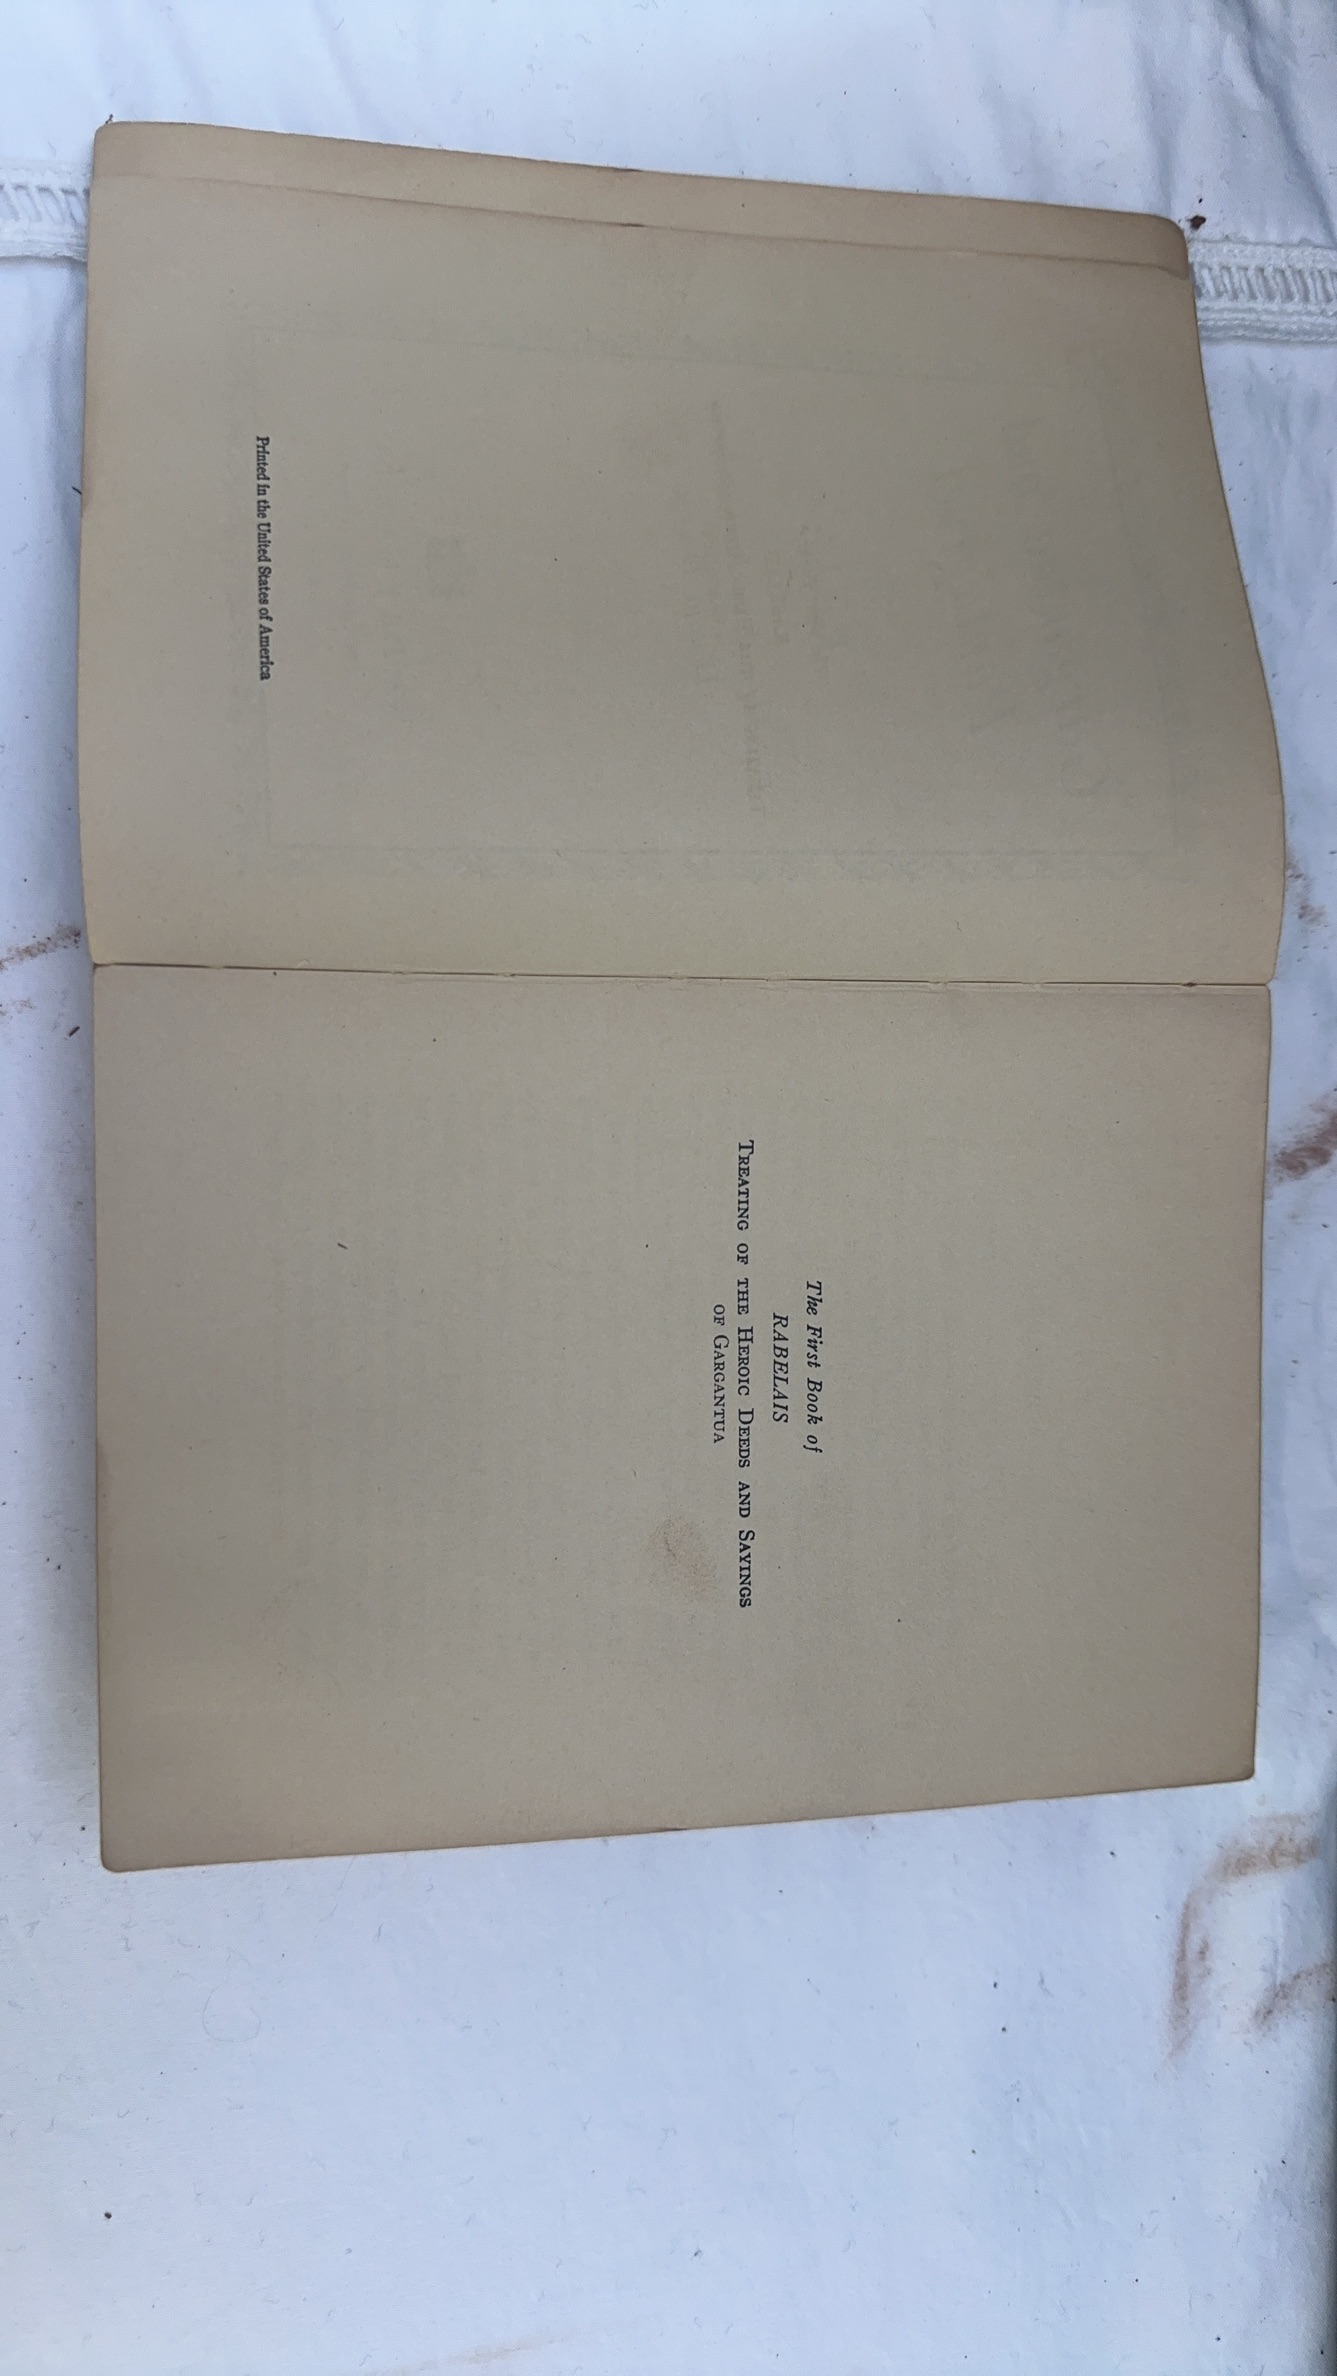 Printed in the United States of America
The First Book of
RABELAIS
TREATING OF THE HEROIC DEEDS AND SAYINGS
OF GARGANTUA